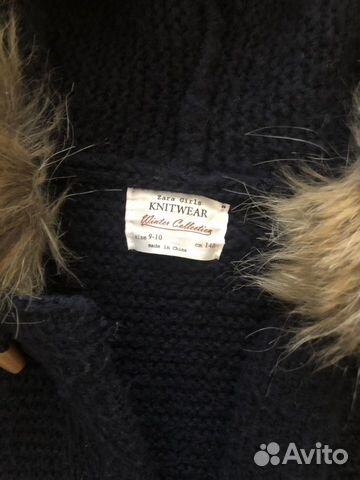 Zara Girls
KNITWEAR
Winter Collection
size 9-10 cm 140
made in China
Avito